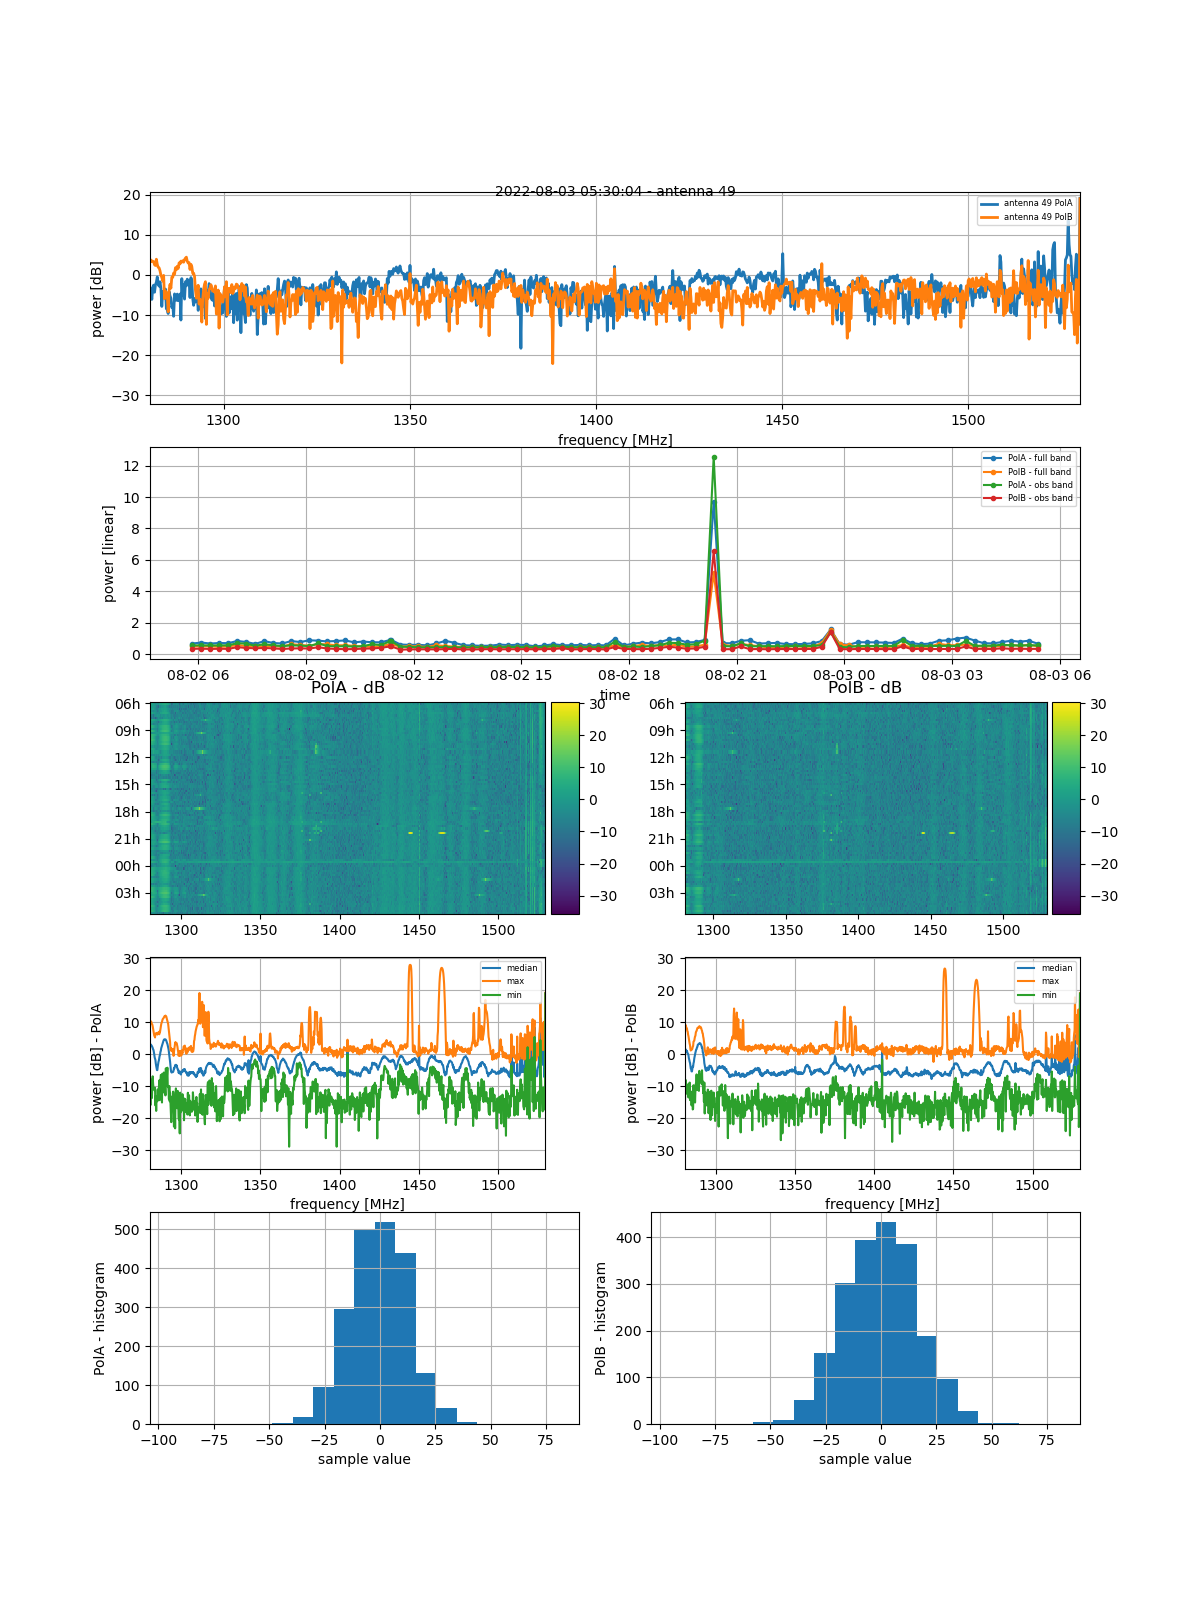 2022-08-03 05:30:04 - antenna 49
20
10
0
−10
−20
−30
power [dB]
antenna 49 PolA
antenna 49 PolB
1300 1350 1400 1450 1500
frequency [MHz]
12
10
8
6
4
2
0
power [linear]
PolA - full band
PolB - full band
PolA - obs band
PolB - obs band
08-02 06 08-02 09 08-02 12 08-02 15 08-02 18 08-02 21 08-03 00 08-03 03 08-03 06
time
PolA - dB
06h
09h
12h
15h
18h
21h
00h
03h
1300 1350 1400 1450 1500
30
20
10
0
−10
−20
−30
PolB - dB
06h
09h
12h
15h
18h
21h
00h
03h
1300 1350 1400 1450 1500
30
20
10
0
−10
−20
−30
30
20
10
0
−10
−20
−30
power [dB] - PolA
median
max
min
1300 1350 1400 1450 1500
frequency [MHz]
30
20
10
0
−10
−20
−30
power [dB] - PolB
median
max
min
1300 1350 1400 1450 1500
frequency [MHz]
500
400
300
200
100
0
PolA - histogram
−100 −75 −50 −25 0 25 50 75
sample value
400
300
200
100
0
PolB - histogram
−100 −75 −50 −25 0 25 50 75
sample value